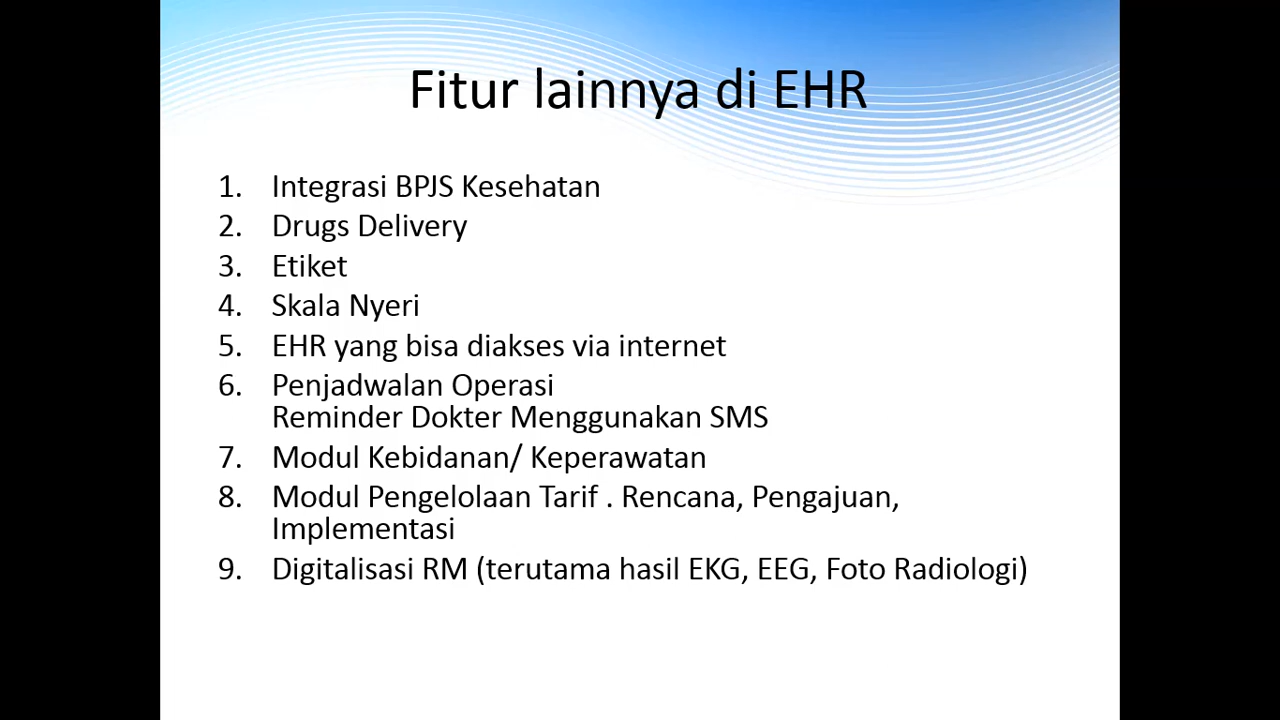 Fitur lainnya di EHR
1. Integrasi BPJS Kesehatan
2. Drugs Delivery
3. Etiket
4. Skala Nyeri
5. EHR yang bisa diakses via internet
6. Penjadwalan Operasi
Reminder Dokter Menggunakan SMS
7. Modul Kebidanan/ Keperawatan
8. Modul Pengelolaan Tarif . Rencana, Pengajuan,
Implementasi
9. Digitalisasi RM (terutama hasil EKG, EEG, Foto Radiologi)